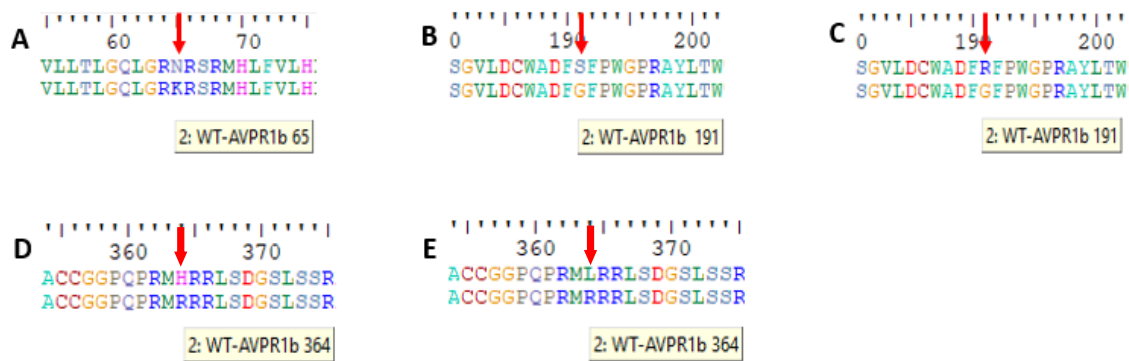 A
60 70
VLLTLGQLGRNRSRMHLFVLH
VLLTLGQLGRKRSRMHLFVLH
2: WT-AVPR1b 65
B
0 190 200
SGVLDCWADFSFPWGPRAYLTW
SGVLDCWADFGFPWGPRAYLTW
2: WT-AVPR1b 191
C
0 190 200
SGVLDCWADFRFPWGPRAYLTW
SGVLDCWADFGFPWGPRAYLTW
2: WT-AVPR1b 191
D
360 370
ACCGGPQPRMHRRLSDGSLSSR
ACCGGPQPRMRRRLSDGSLSSR
2: WT-AVPR1b 364
E
360 370
ACCGGPQPRMLRRLSDGSLSSR
ACCGGPQPRMRRRLSDGSLSSR
2: WT-AVPR1b 364